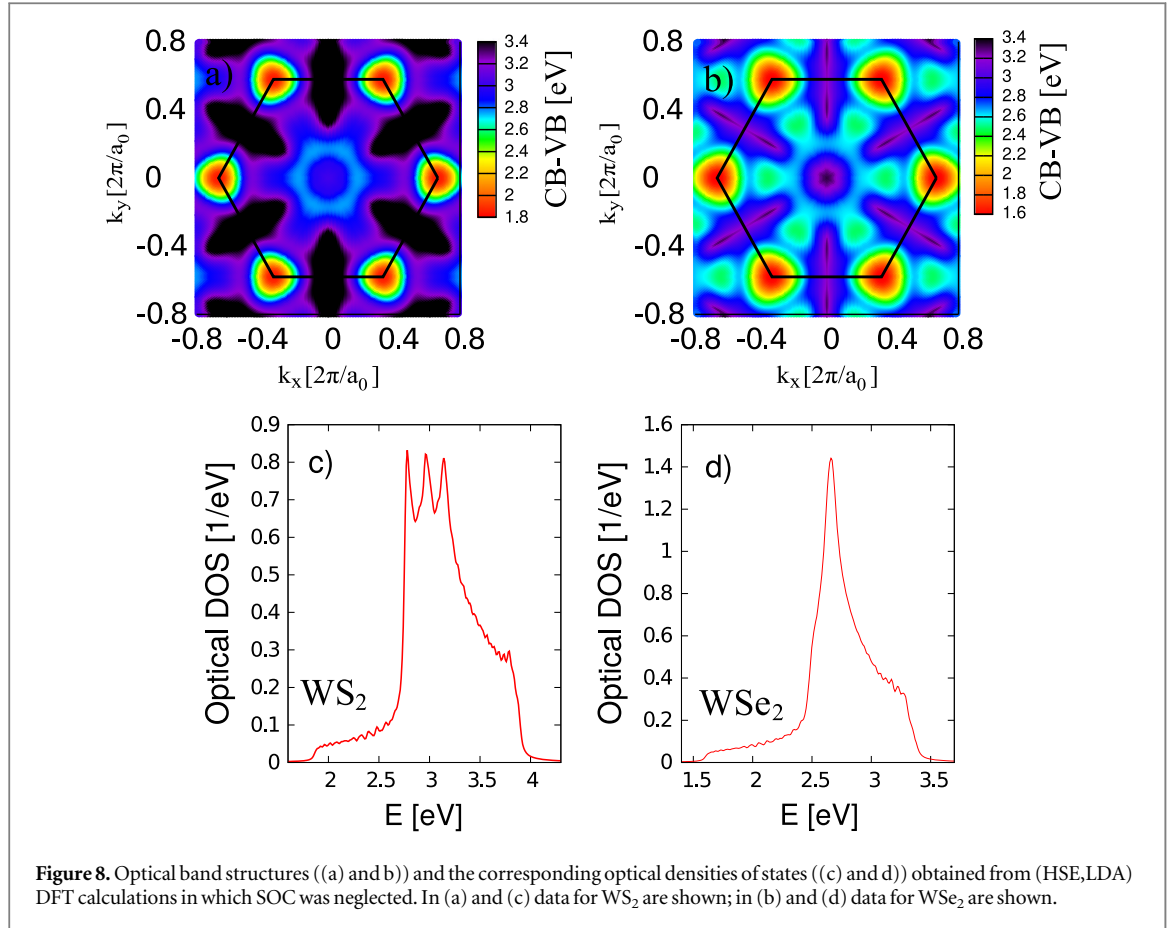 a)
0.8
0.4
0
-0.4
-0.8
k_y [2π/a_0]
-0.8 -0.4 0 0.4 0.8
k_x [2π/a_0]
3.4
3.2
3
2.8
2.6
2.4
2.2
2
1.8
CB-VB [eV]
b)
0.8
0.4
0
-0.4
-0.8
k_y [2π/a_0]
-0.8 -0.4 0 0.4 0.8
k_x [2π/a_0]
3.4
3.2
3
2.8
2.6
2.4
2.2
2
1.8
1.6
CB-VB [eV]
c)
0.9
0.8
0.7
0.6
0.5
0.4
0.3
0.2
0.1
0
Optical DOS [1/eV]
WS₂
2 2.5 3 3.5 4
E [eV]
d)
1.6
1.4
1.2
1
0.8
0.6
0.4
0.2
0
Optical DOS [1/eV]
WSe₂
1.5 2 2.5 3 3.5
E [eV]
Figure 8. Optical band structures ((a) and b)) and the corresponding optical densities of states ((c) and d)) obtained from (HSE,LDA)
DFT calculations in which SOC was neglected. In (a) and (c) data for WS₂ are shown; in (b) and (d) data for WSe₂ are shown.